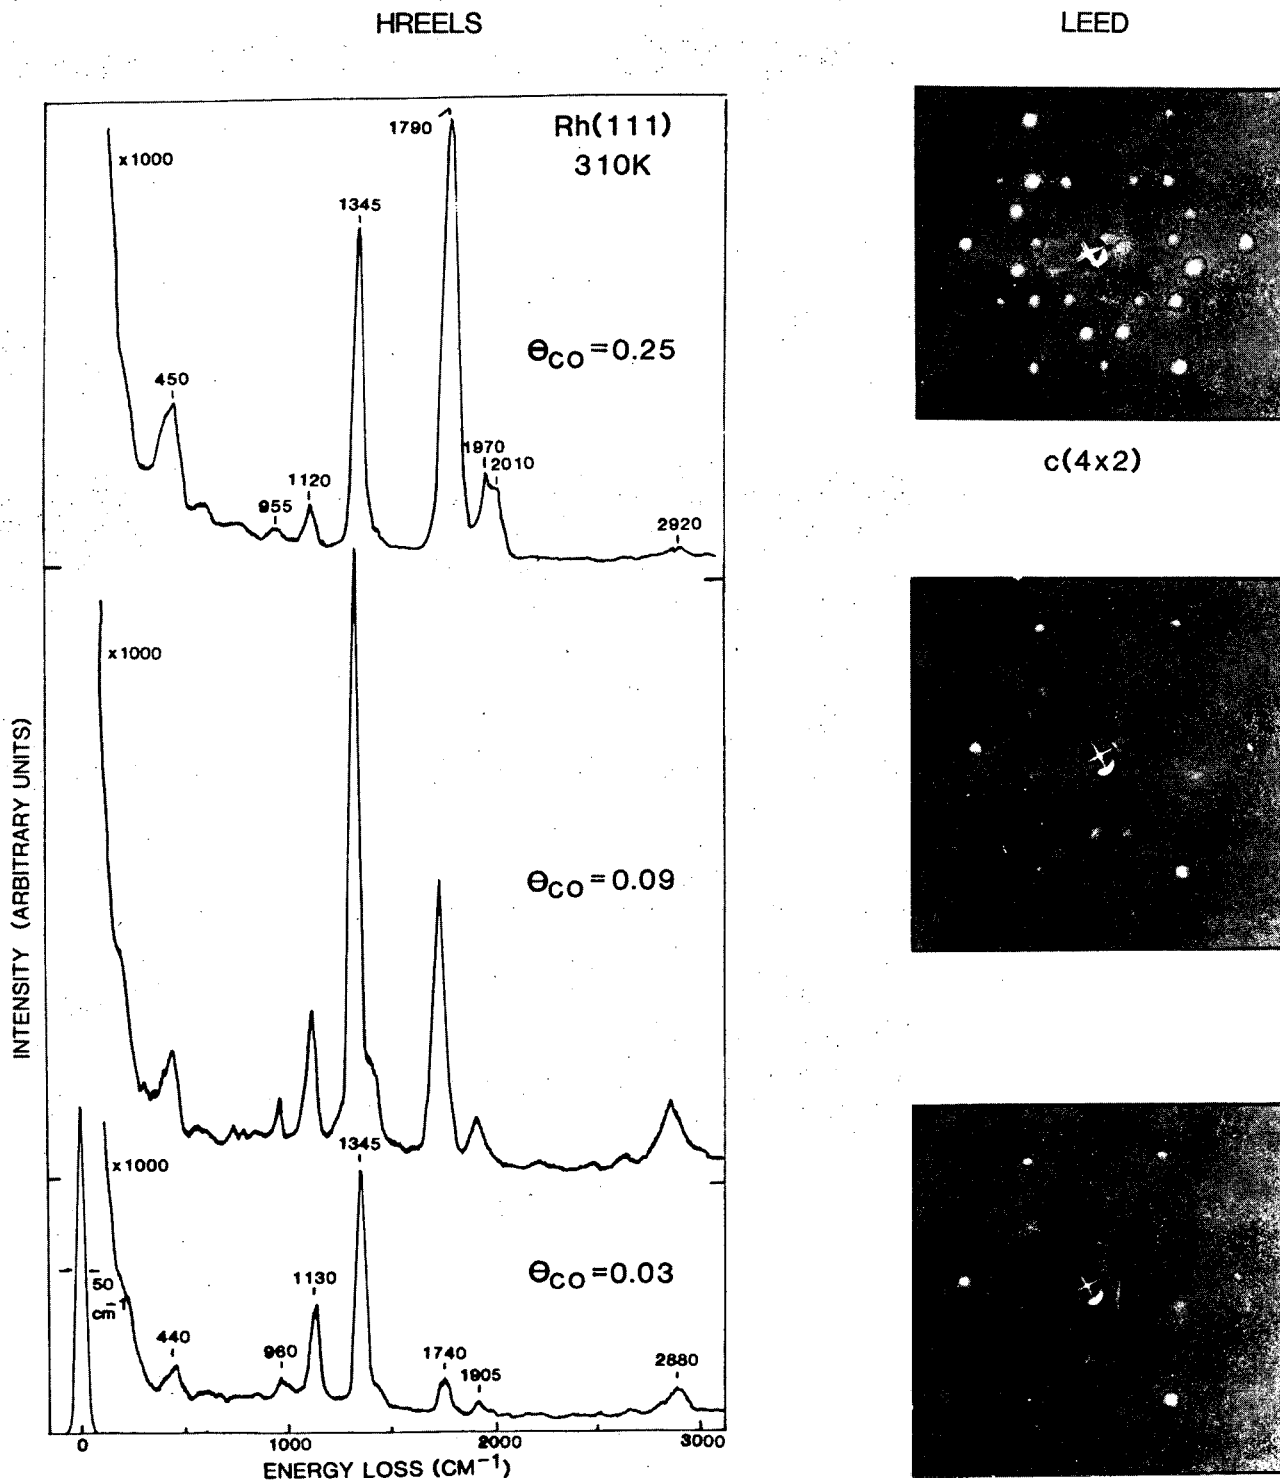 HREELS
LEED
1790
Rh(111)
310K
x1000
1345
450
ΘCO=0.25
1970
2010
1120
955
2920
c(4x2)
x1000
ΘCO=0.09
1345
x1000
50
cm-1
1130
ΘCO=0.03
440
960
1740
1905
2880
0
1000
2000
3000
ENERGY LOSS (CM-1)
INTENSITY (ARBITRARY UNITS)